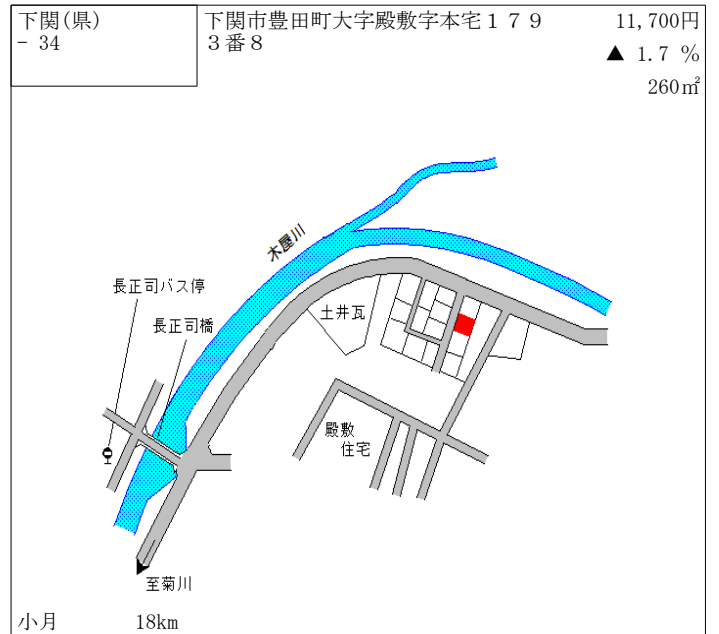 下関(県)
- 34
下関市豊田町大字殿敷字本宅１７９
３番８
11,700円
▲ 1.7 %
260㎡
木屋川
長正司バス停
長正司橋
土井瓦
殿敷
住宅
至菊川
小月 18km